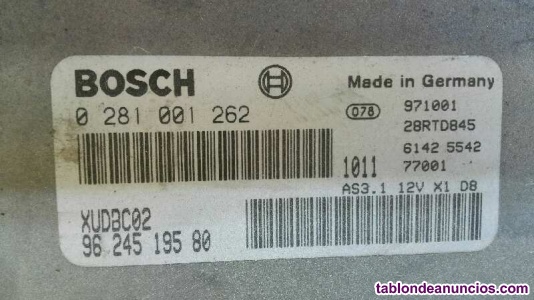 BOSCH
Made in Germany
0 281 001 262
078 971001
28RTD845
6142 5542
1011 77001
AS3.1 12V X1 D8
XUDBC02
96 245 195 80
tablondeanuncios.com